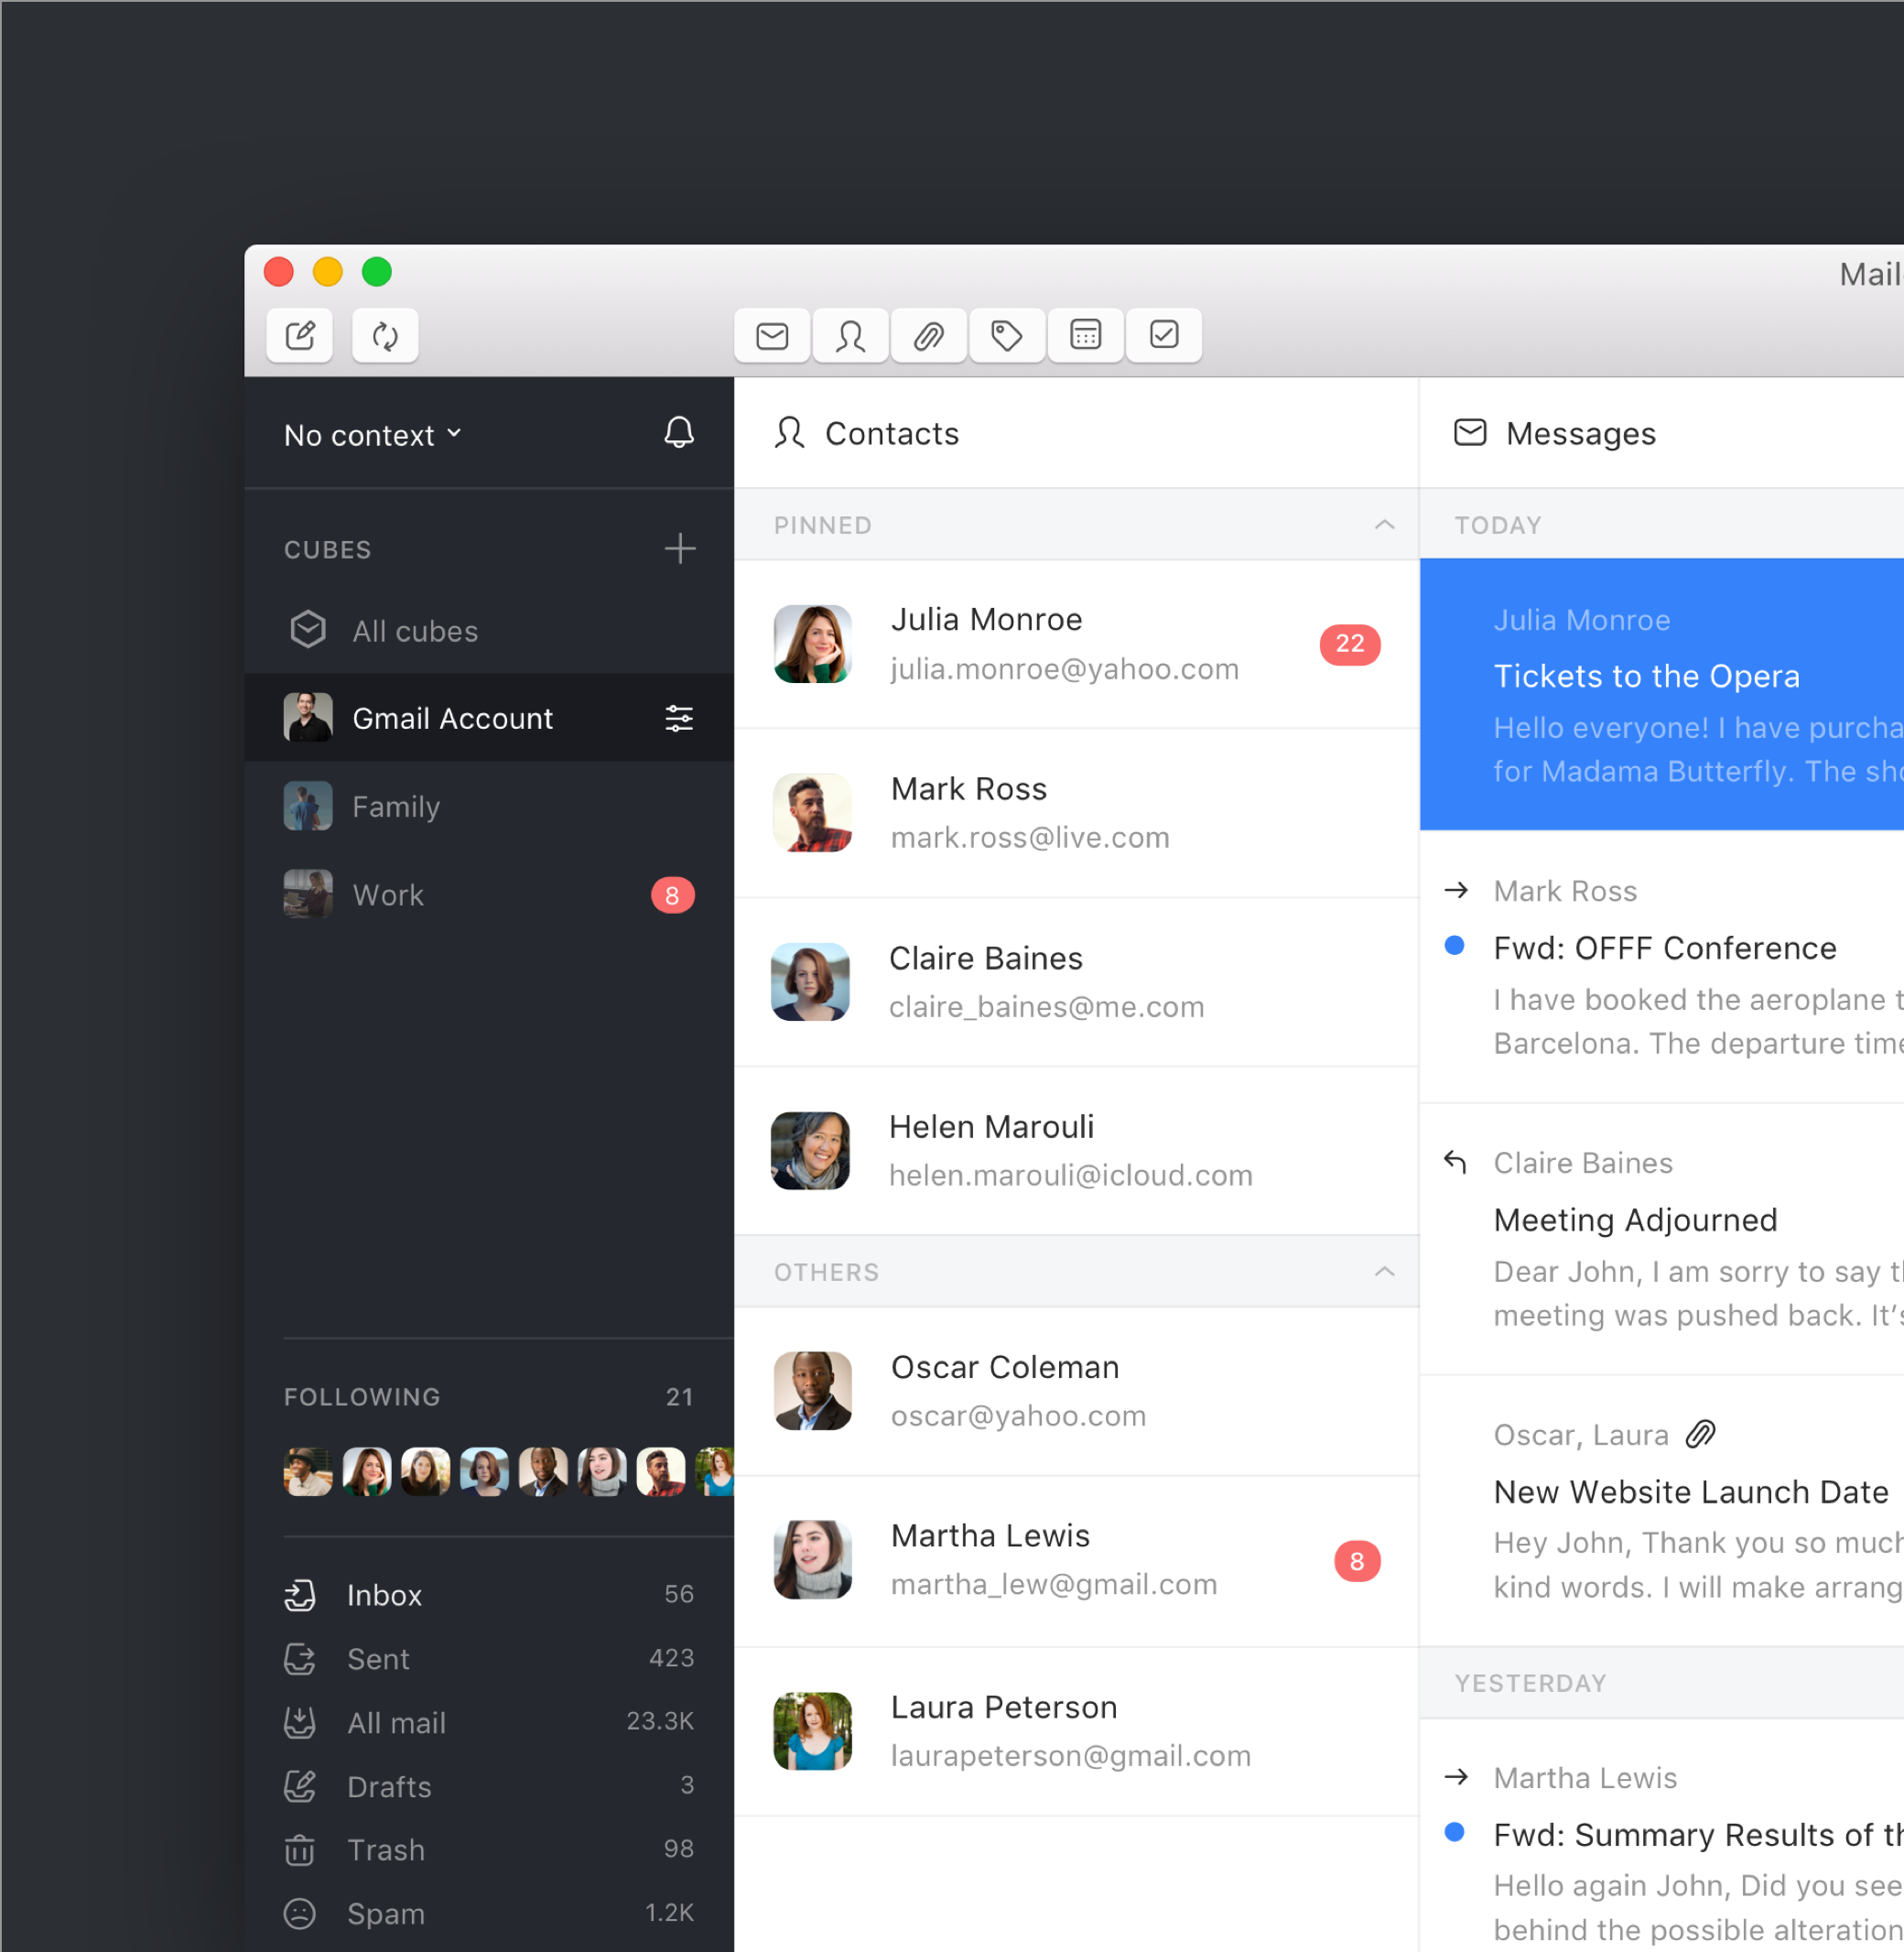 Mail
No context
CUBES
All cubes
Gmail Account
Family
Work
8
FOLLOWING
21
Inbox
56
Sent
423
All mail
23.3K
Drafts
3
Trash
98
Spam
1.2K
Contacts
PINNED
Julia Monroe
22
julia.monroe@yahoo.com
Mark Ross
mark.ross@live.com
Claire Baines
claire_baines@me.com
Helen Marouli
helen.marouli@icloud.com
OTHERS
Oscar Coleman
oscar@yahoo.com
Martha Lewis
8
martha_lew@gmail.com
Laura Peterson
laurapeterson@gmail.com
Messages
TODAY
Julia Monroe
Tickets to the Opera
Hello everyone! I have purcha
for Madama Butterfly. The sho
Mark Ross
Fwd: OFFF Conference
I have booked the aeroplane t
Barcelona. The departure time
Claire Baines
Meeting Adjourned
Dear John, I am sorry to say th
meeting was pushed back. It’s
Oscar, Laura
New Website Launch Date
Hey John, Thank you so much
kind words. I will make arrang
YESTERDAY
Martha Lewis
Fwd: Summary Results of th
Hello again John, Did you see
behind the possible alteration